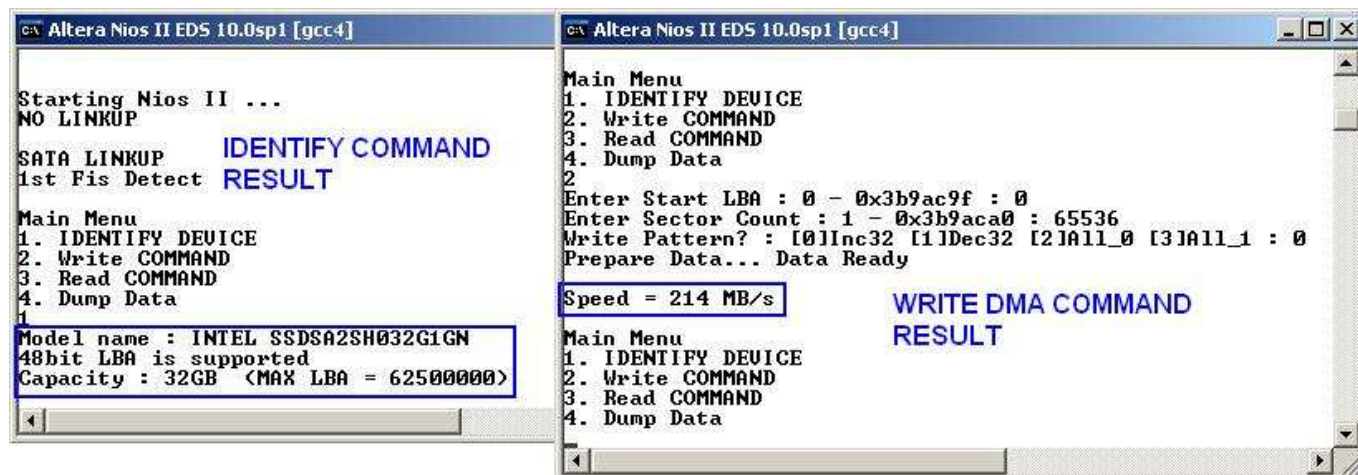 Altera Nios II EDS 10.0sp1 [gcc4]
Starting Nios II ...
NO LINKUP
SATA LINKUP
1st Fis Detect
IDENTIFY COMMAND
RESULT
Main Menu
1. IDENTIFY DEVICE
2. Write COMMAND
3. Read COMMAND
4. Dump Data
1
Model name : INTEL SSDSA2SH032G1GN
48bit LBA is supported
Capacity : 32GB (MAX LBA = 62500000)
Altera Nios II EDS 10.0sp1 [gcc4]
Main Menu
1. IDENTIFY DEVICE
2. Write COMMAND
3. Read COMMAND
4. Dump Data
2
Enter Start LBA : 0 - 0x3b9ac9f : 0
Enter Sector Count : 1 - 0x3b9aca0 : 65536
Write Pattern? : [0]Inc32 [1]Dec32 [2]All_0 [3]All_1 : 0
Prepare Data... Data Ready
Speed = 214 MB/s
WRITE DMA COMMAND
RESULT
Main Menu
1. IDENTIFY DEVICE
2. Write COMMAND
3. Read COMMAND
4. Dump Data